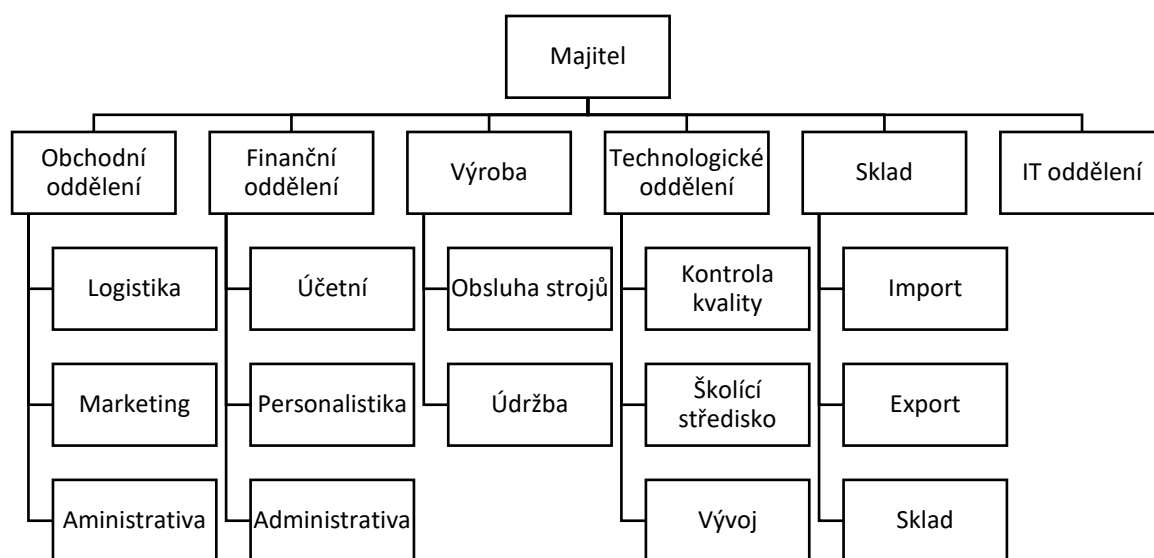 Majitel
Obchodní
oddělení
Finanční
oddělení
Výroba
Technologické
oddělení
Sklad
IT oddělení
Logistika
Účetní
Obsluha strojů
Kontrola
kvality
Import
Marketing
Personalistika
Údržba
Školící
středisko
Export
Aministrativa
Administrativa
Vývoj
Sklad